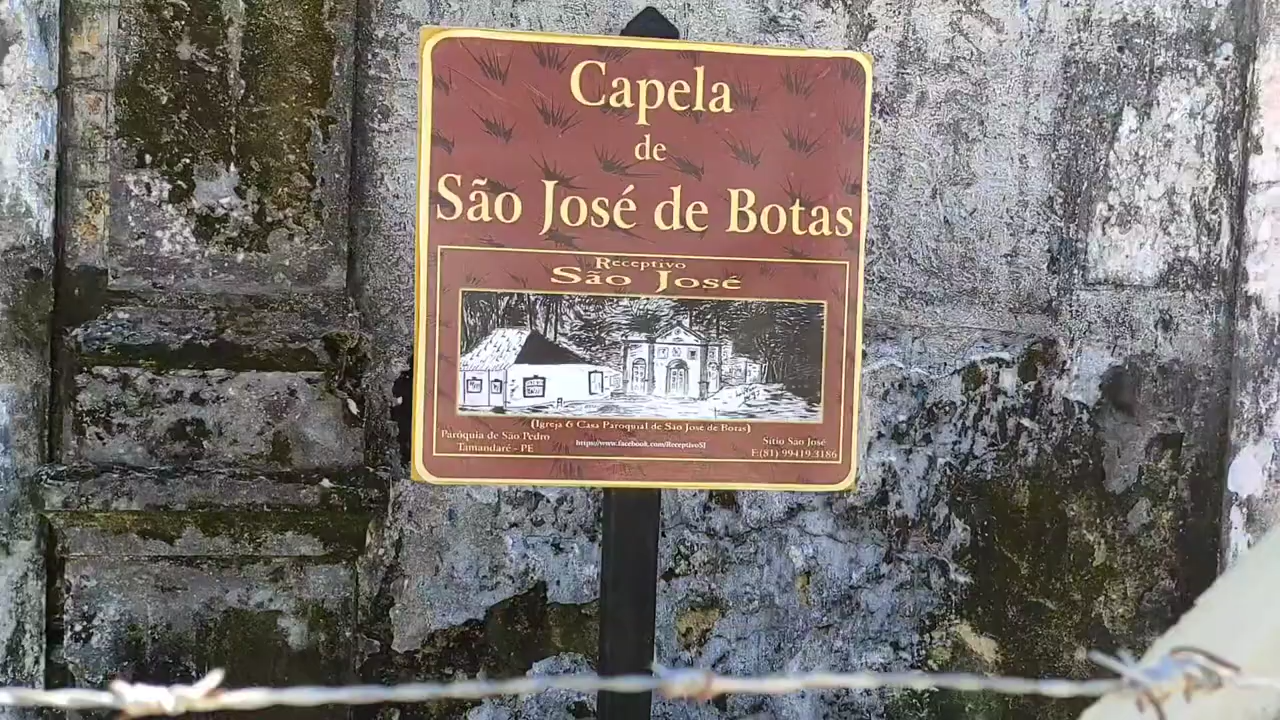 Capela
de
São José de Botas
Receptivo
São José
(Igreja & Casa Paroquial de São José de Botas)
Paróquia de São Pedro
Tamandaré - PE
https://www.facebook.com/ReceptivoSJ
Sítio São José
F:(81) 99419.3186